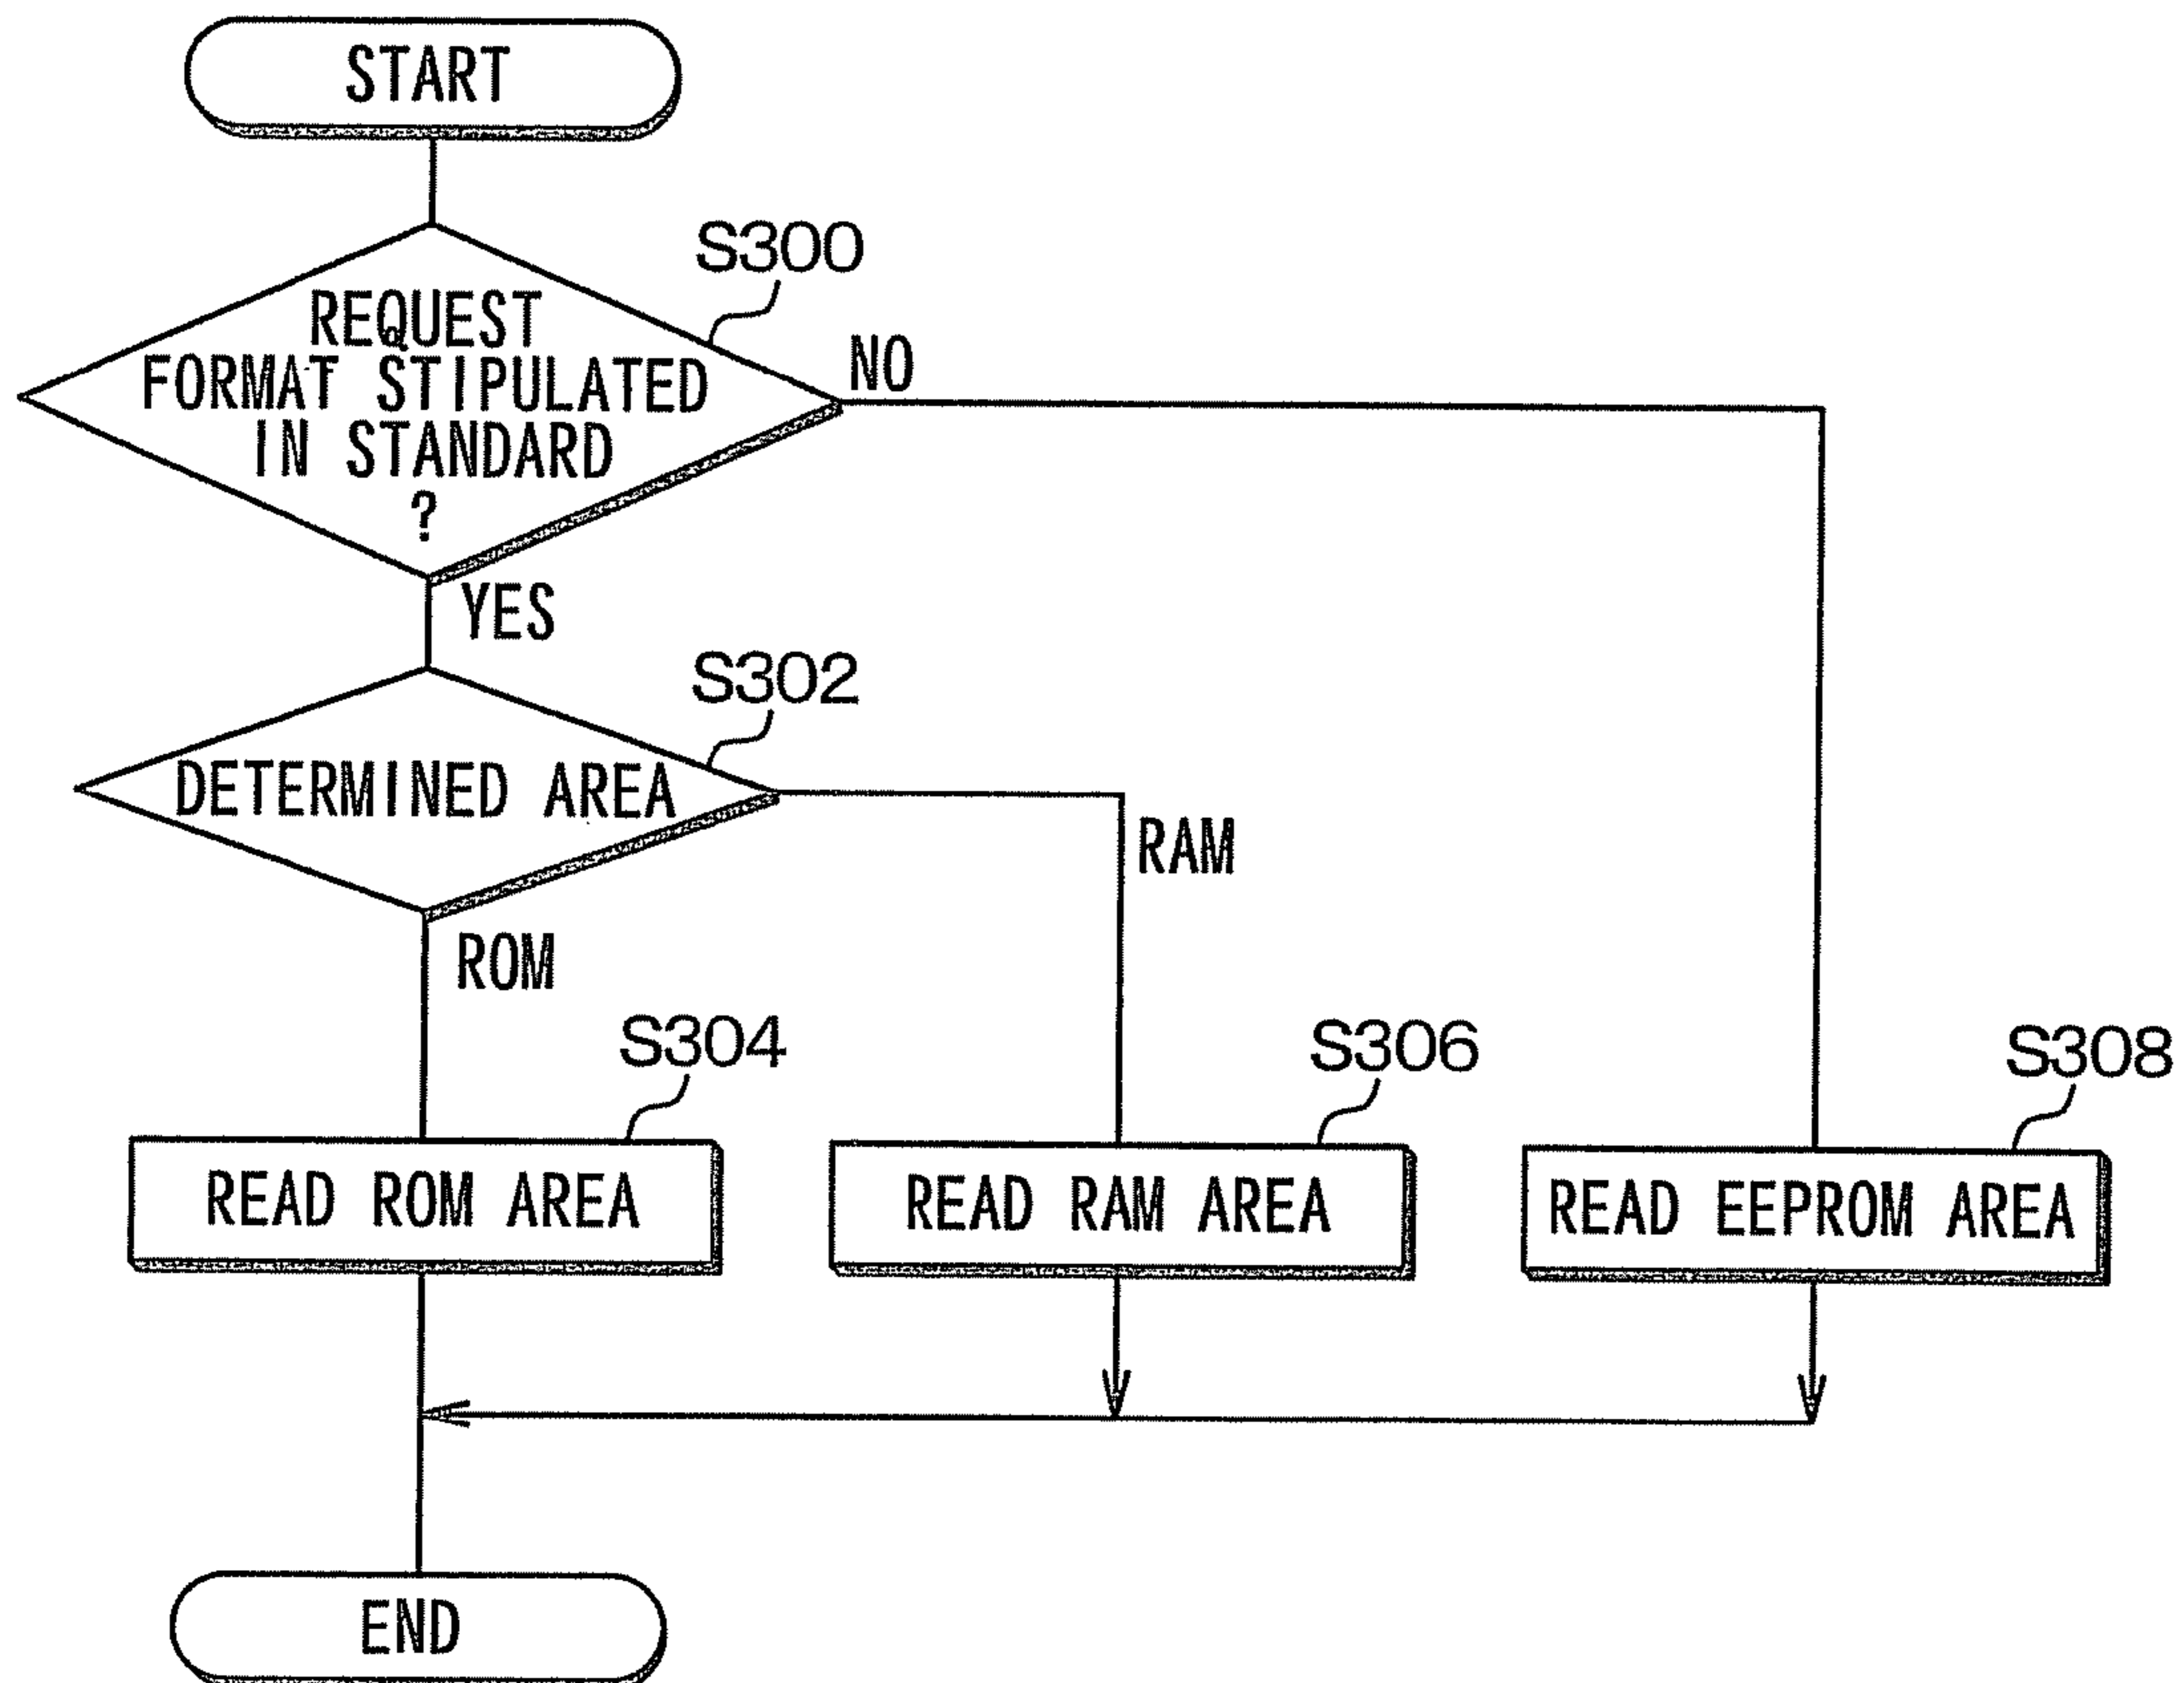 START
S300
REQUEST
FORMAT STIPULATED
IN STANDARD
?
NO
YES
S302
DETERMINED AREA
RAM
ROM
S304
S306
S308
READ ROM AREA
READ RAM AREA
READ EEPROM AREA
END